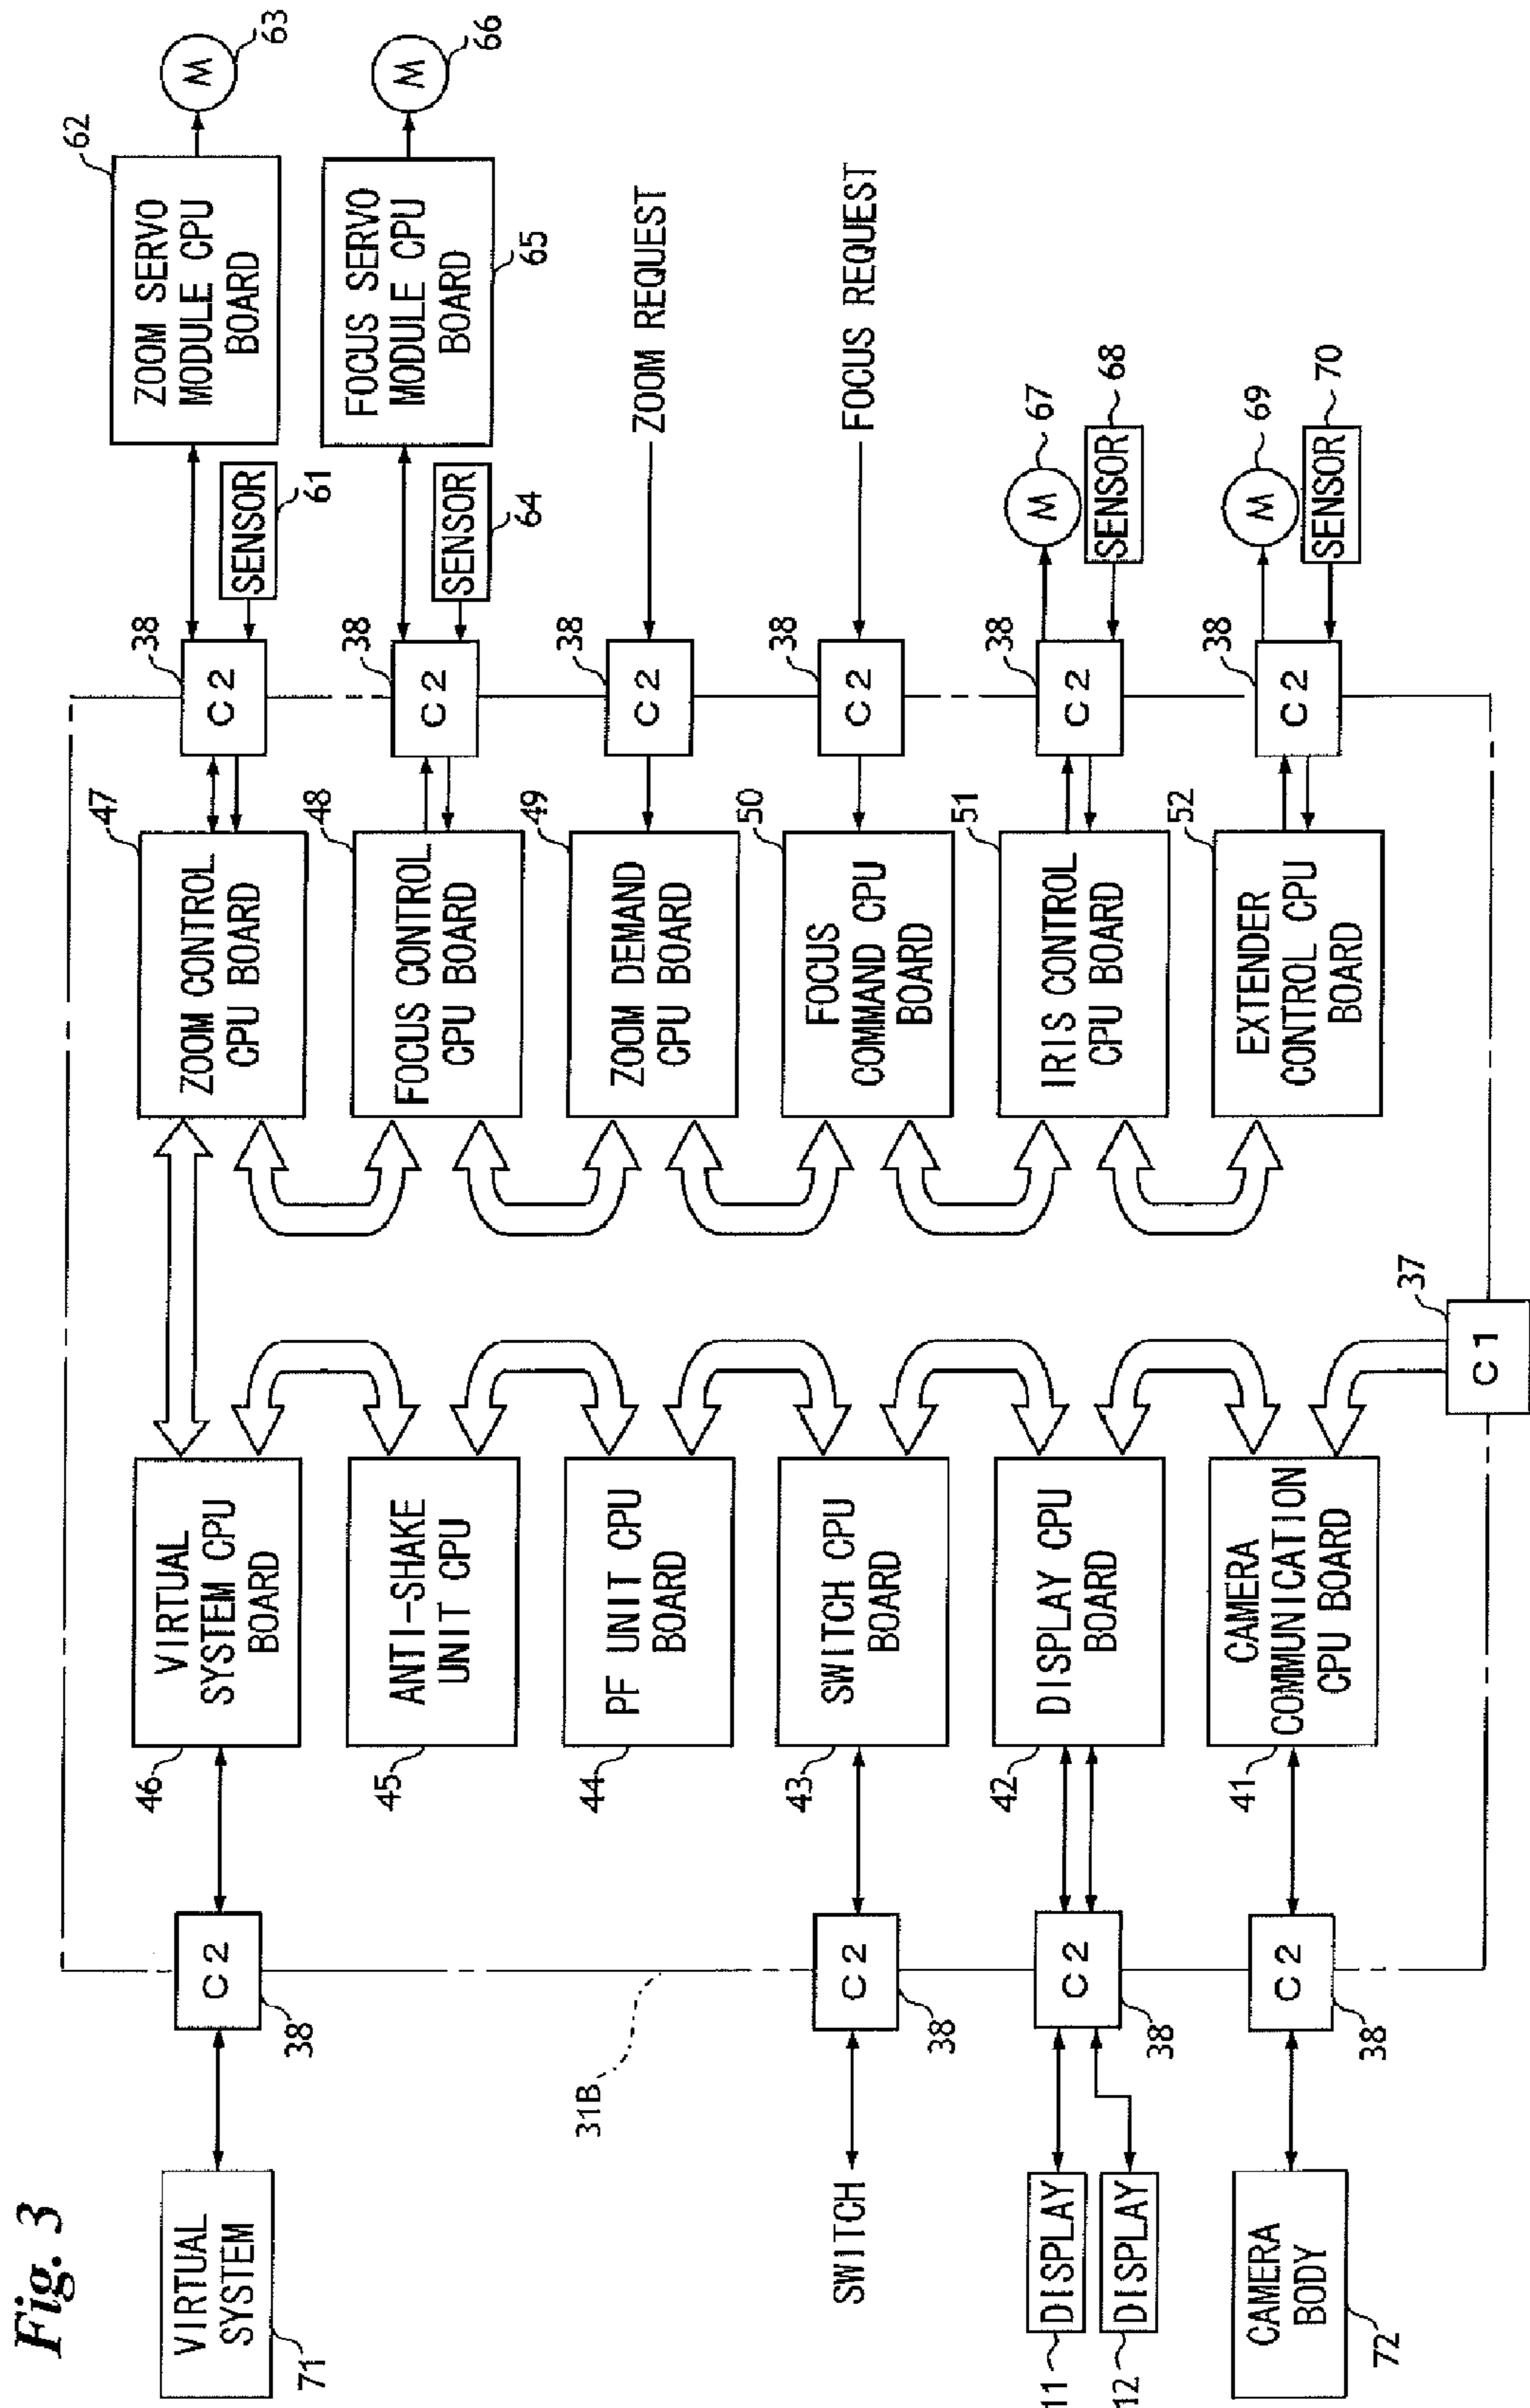 Fig. 3
VIRTUAL
SYSTEM
71
SWITCH
11
DISPLAY
12
DISPLAY
CAMERA
BODY
72
31B
C2
38
C2
38
C2
38
C2
38
46
VIRTUAL
SYSTEM CPU
BOARD
45
ANTI-SHAKE
UNIT CPU
44
PF UNIT CPU
BOARD
43
SWITCH CPU
BOARD
42
DISPLAY CPU
BOARD
41
CAMERA
COMMUNICATION
CPU BOARD
C1
37
47
ZOOM CONTROL
CPU BOARD
48
FOCUS CONTROL
CPU BOARD
49
ZOOM DEMAND
CPU BOARD
50
FOCUS
COMMAND CPU
BOARD
51
IRIS CONTROL
CPU BOARD
52
EXTENDER
CONTROL CPU
BOARD
C2
38
C2
38
C2
38
C2
38
C2
38
C2
38
SENSOR
61
62
ZOOM SERVO
MODULE CPU
BOARD
M
63
SENSOR
64
FOCUS SERVO
MODULE CPU
BOARD
65
M
66
ZOOM REQUEST
FOCUS REQUEST
M
67
SENSOR
68
M
69
SENSOR
70